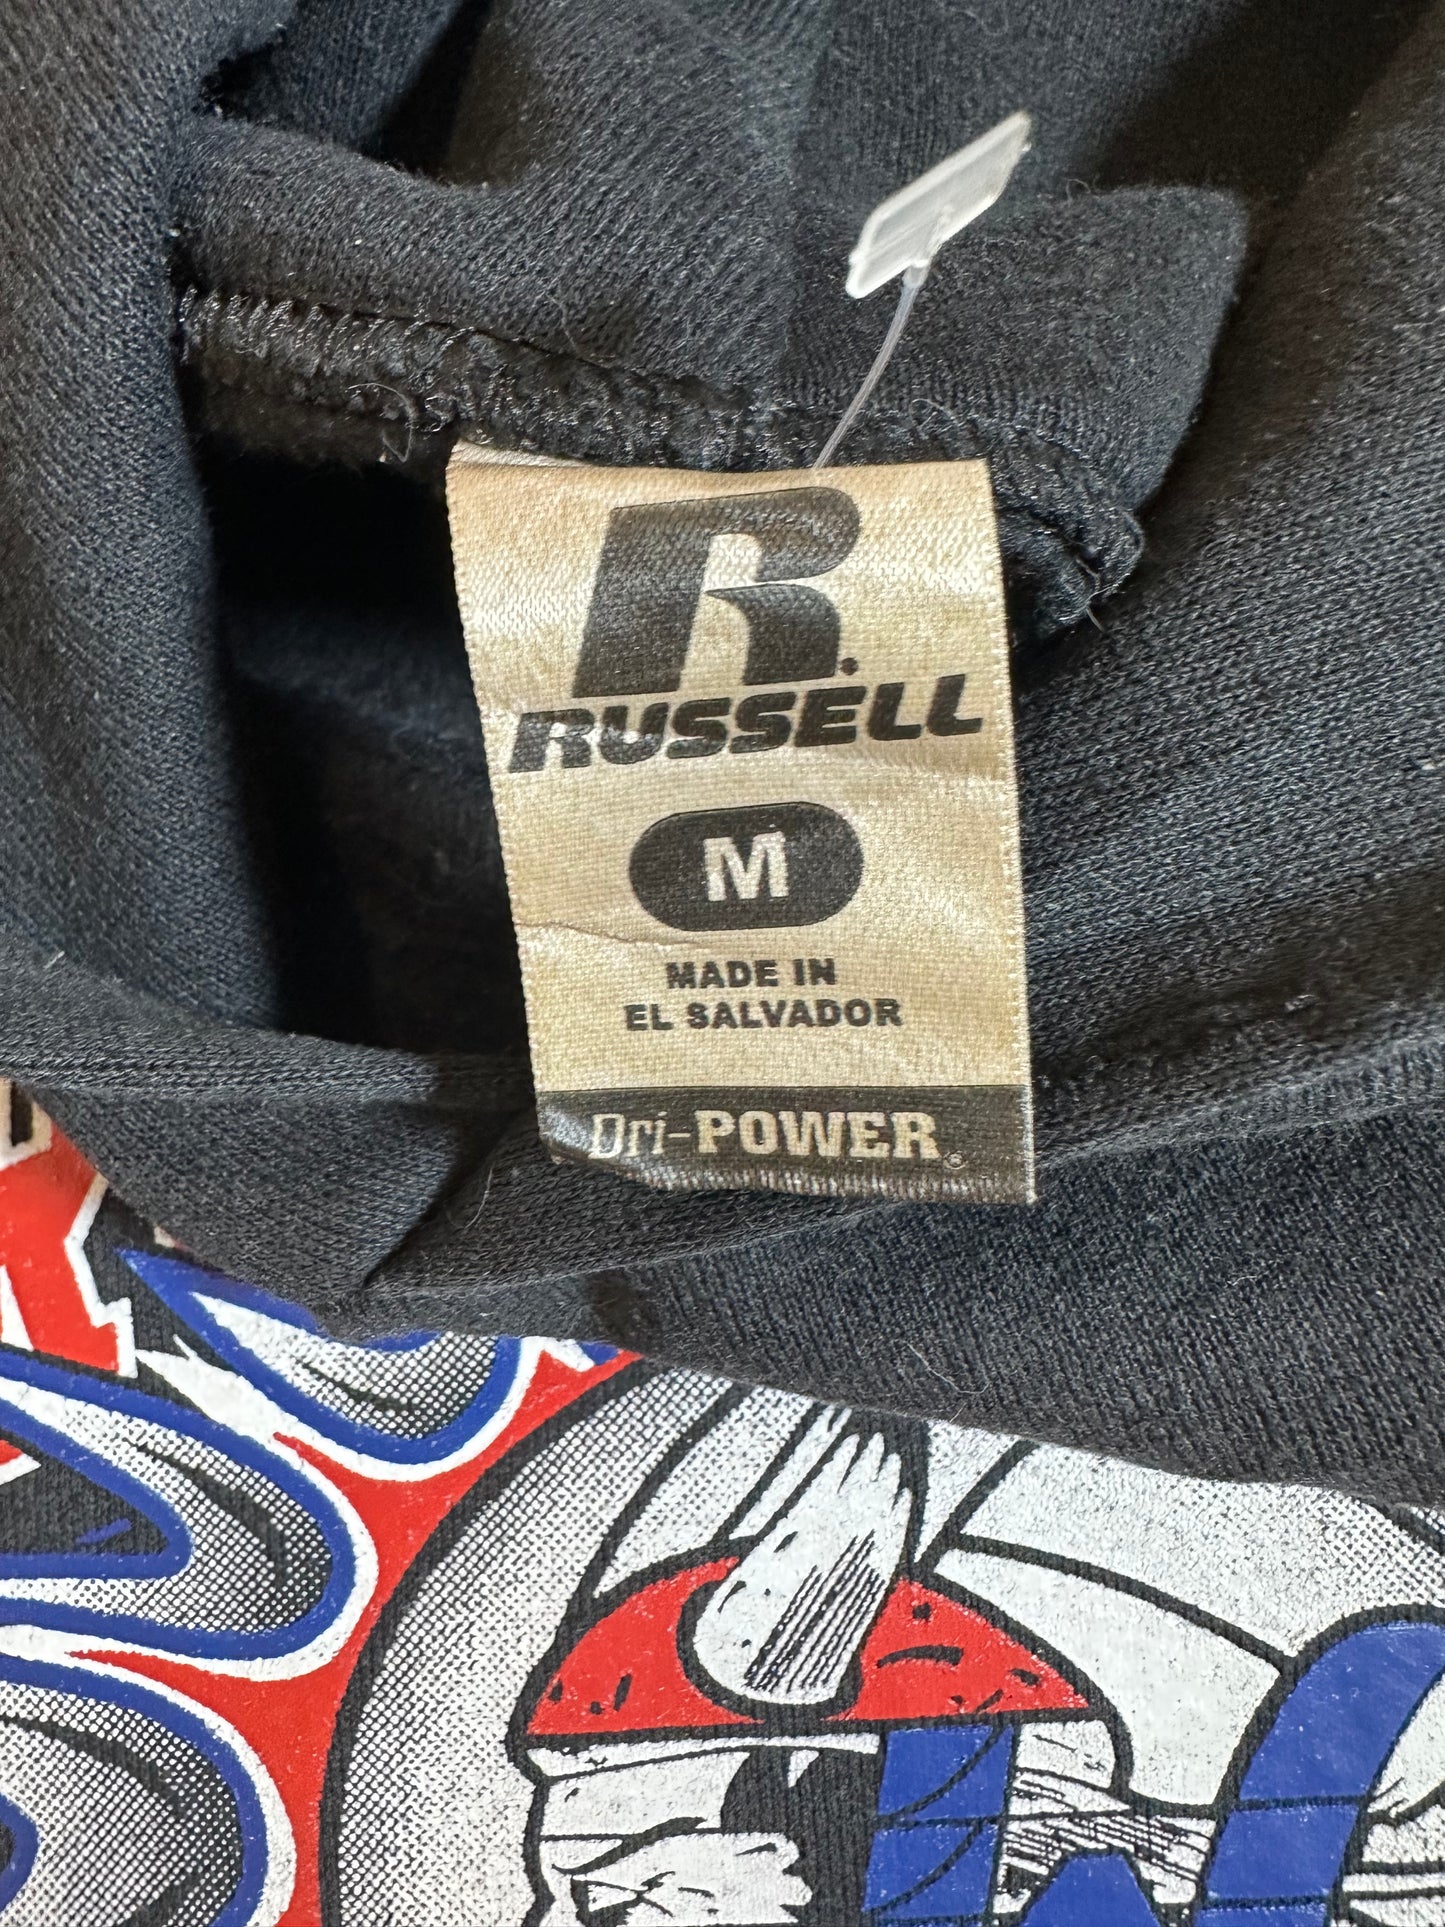 R
RUSSELL
M
MADE IN
EL SALVADOR
Dri-POWER®